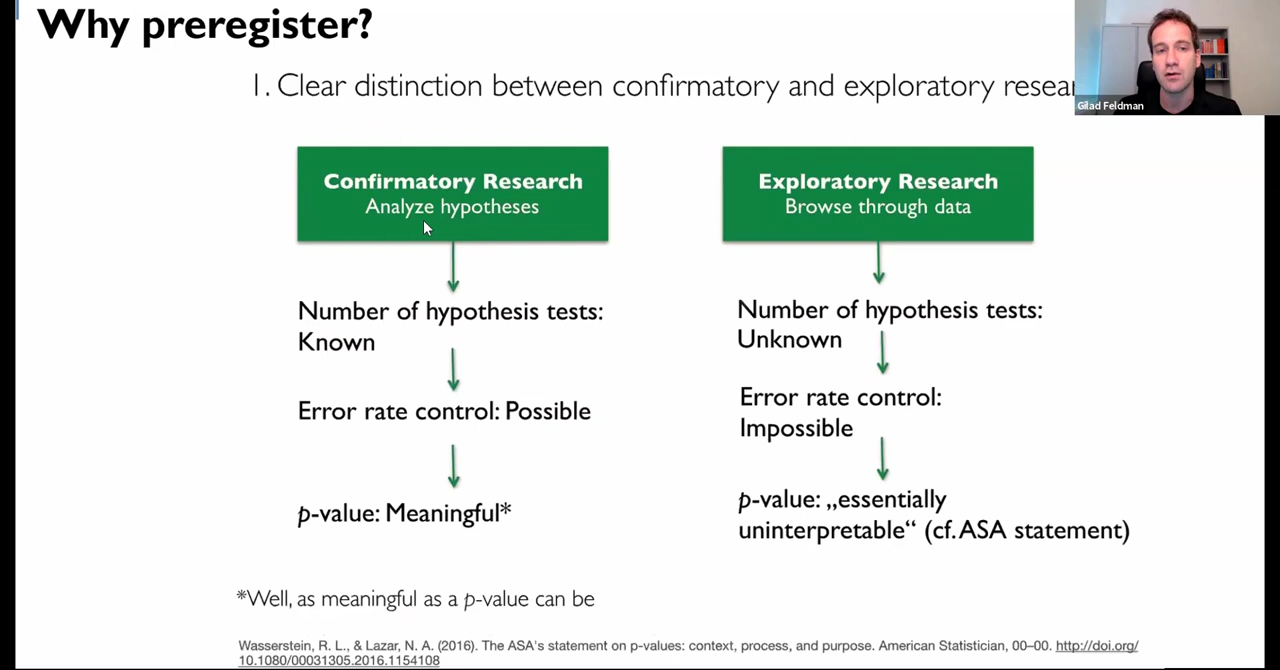 Why preregister?
1. Clear distinction between confirmatory and exploratory resear
Gilad Feldman
Confirmatory Research
Analyze hypotheses
Number of hypothesis tests:
Known
Error rate control: Possible
p-value: Meaningful*
Exploratory Research
Browse through data
Number of hypothesis tests:
Unknown
Error rate control:
Impossible
p-value: „essentially
uninterpretable“ (cf. ASA statement)
*Well, as meaningful as a p-value can be
Wasserstein, R. L., & Lazar, N. A. (2016). The ASA's statement on p-values: context, process, and purpose. American Statistician, 00–00. http://doi.org/
10.1080/00031305.2016.1154108